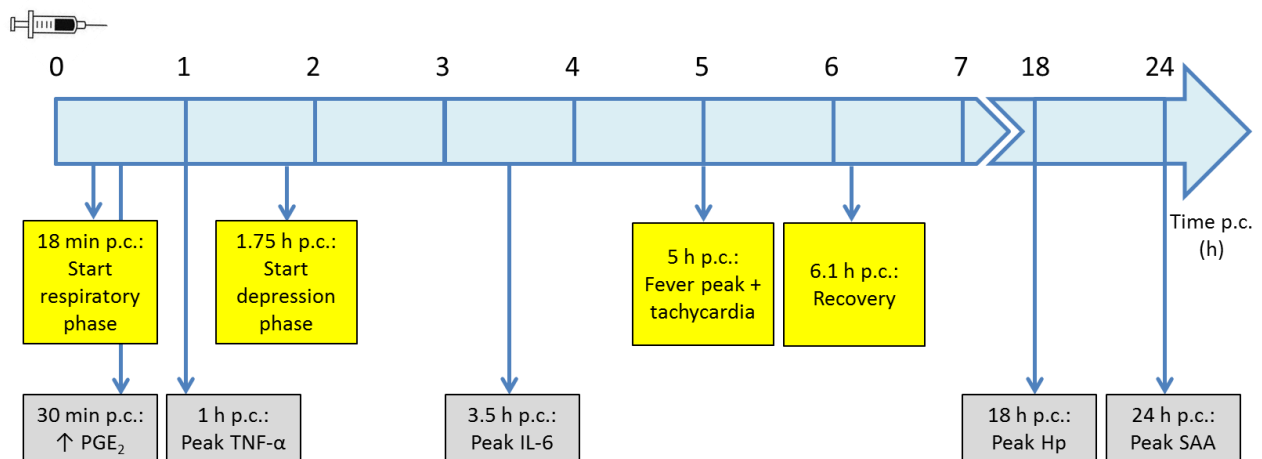 0 1 2 3 4 5 6 7 18 24
Time p.c.
(h)
18 min p.c.:
Start
respiratory
phase
1.75 h p.c.:
Start
depression
phase
5 h p.c.:
Fever peak +
tachycardia
6.1 h p.c.:
Recovery
30 min p.c.:
↑ PGE₂
1 h p.c.:
Peak TNF-α
3.5 h p.c.:
Peak IL-6
18 h p.c.:
Peak Hp
24 h p.c.:
Peak SAA